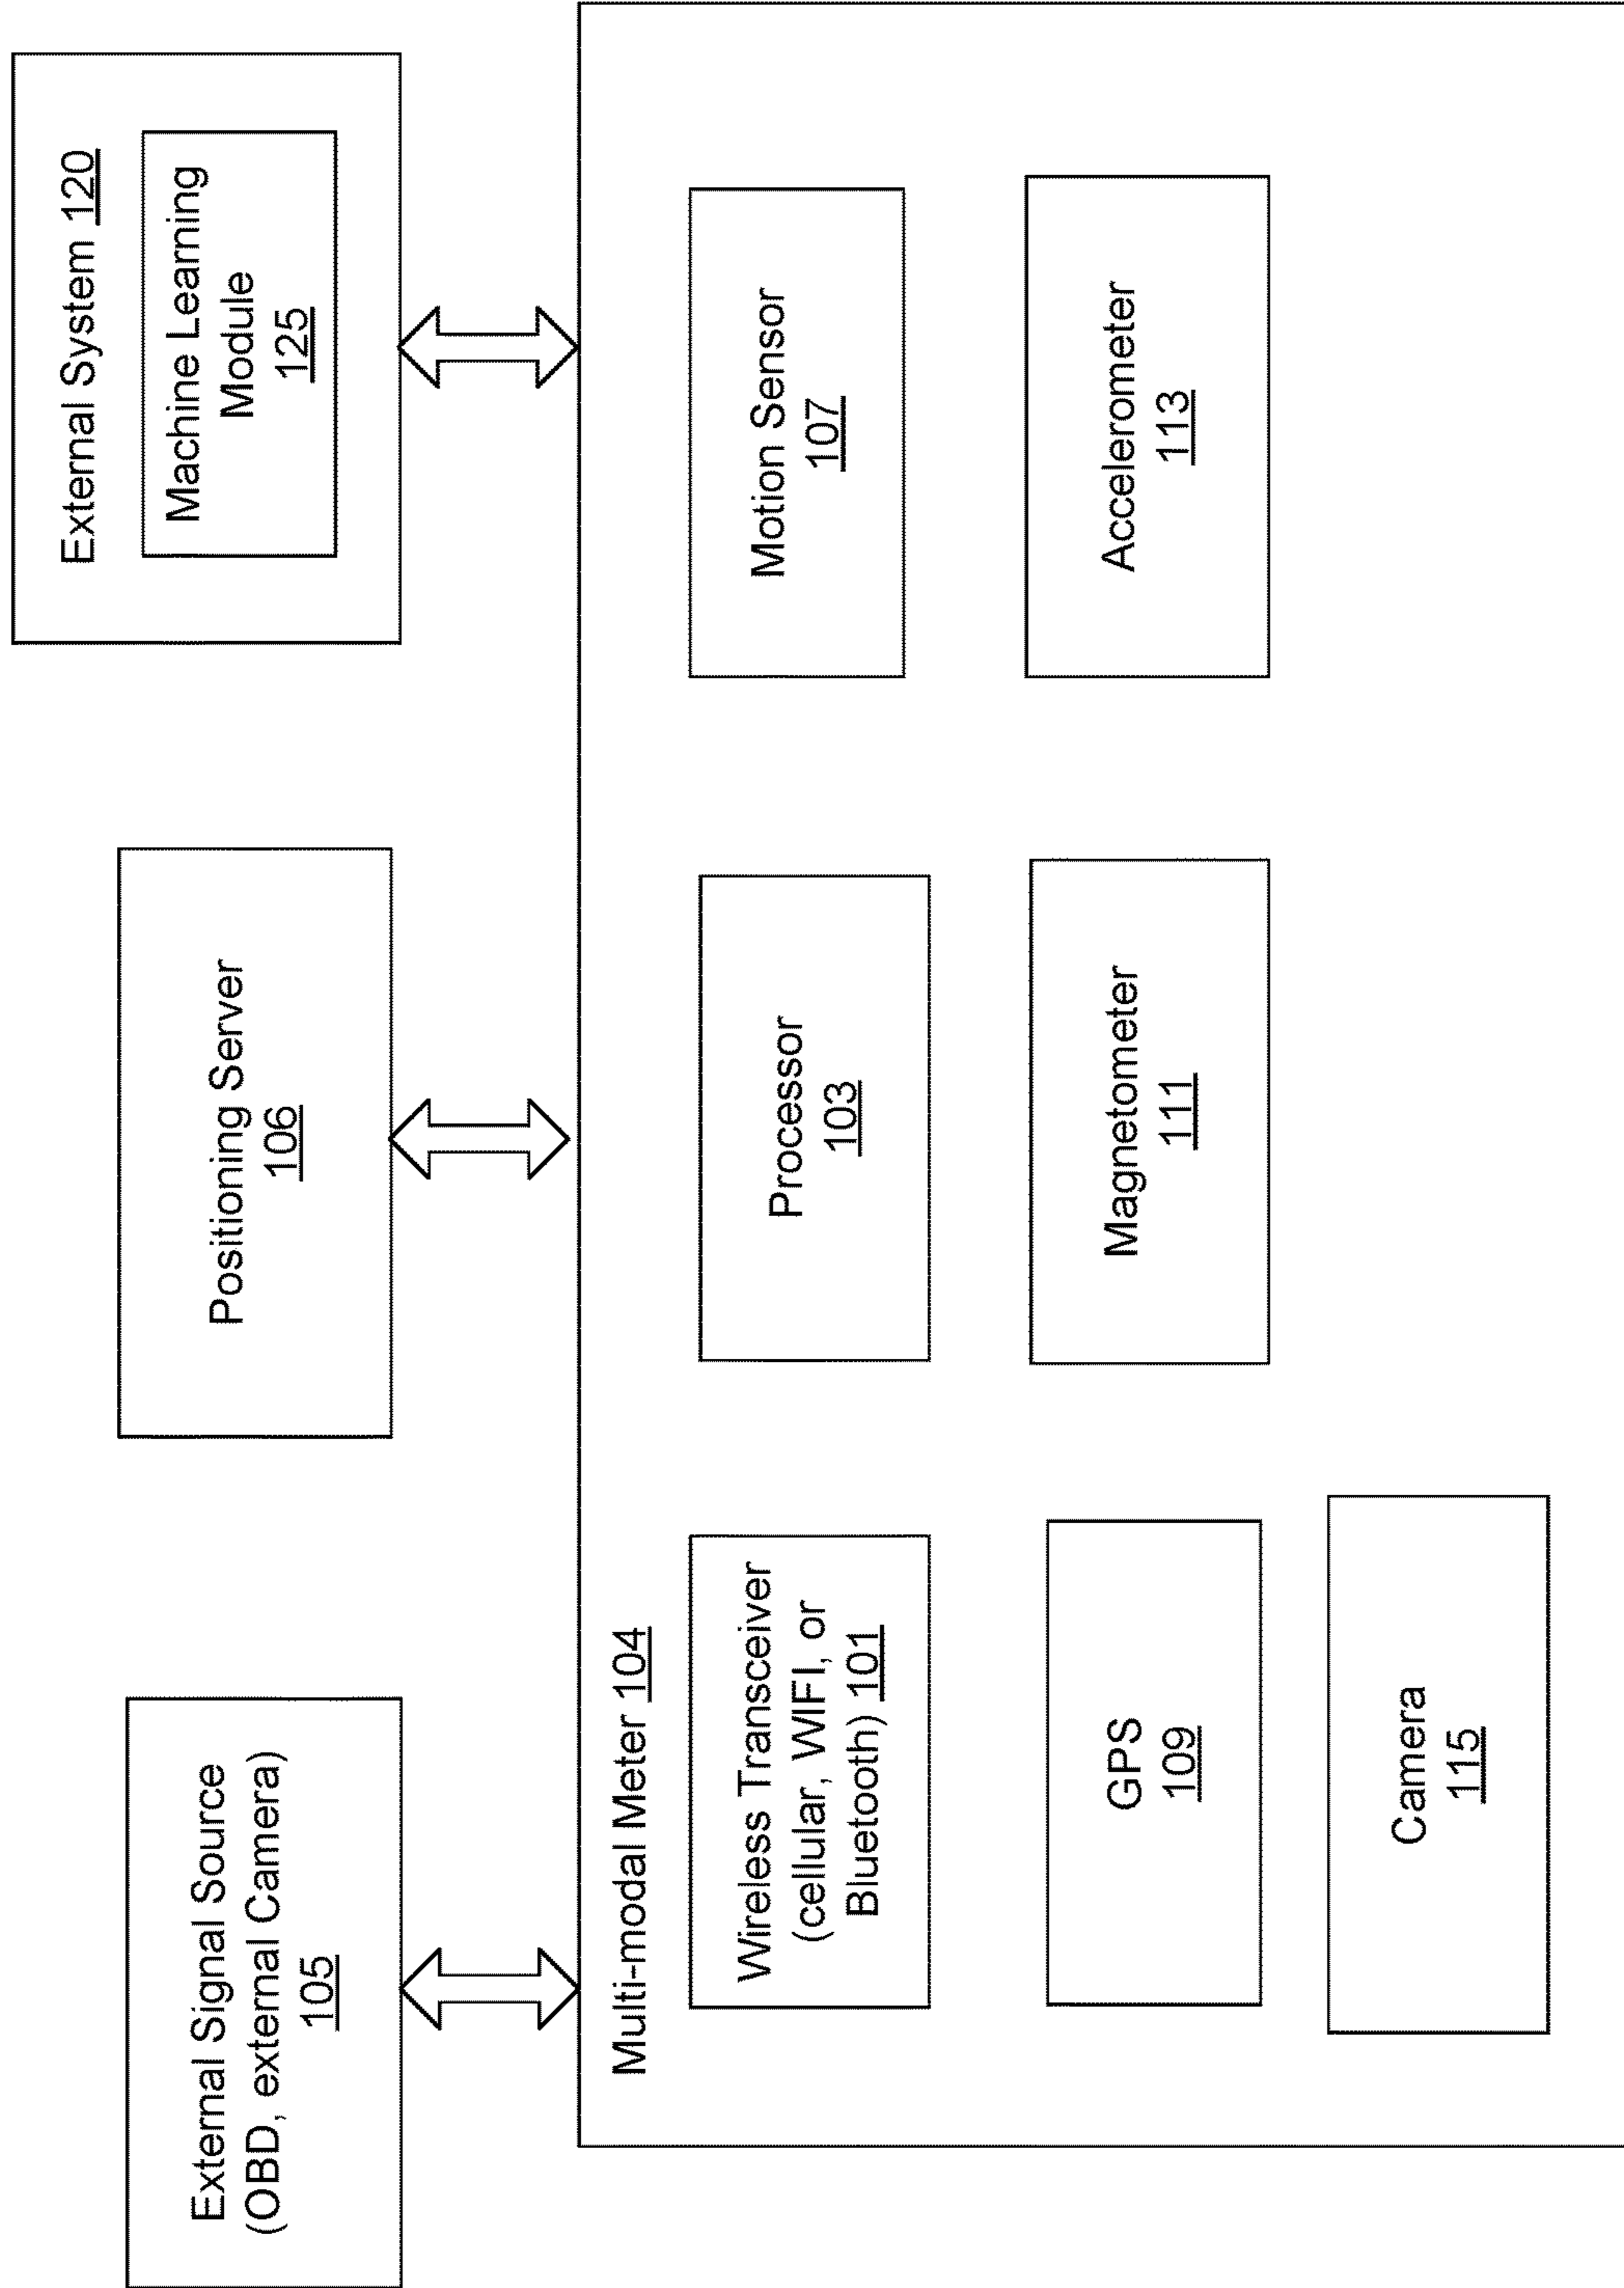 External Signal Source
(OBD, external Camera)
105
Positioning Server
106
External System 120
Machine Learning
Module
125
Multi-modal Meter 104
Wireless Transceiver
(cellular, WIFI, or
Bluetooth) 101
Processor
103
Motion Sensor
107
GPS
109
Magnetometer
111
Accelerometer
113
Camera
115